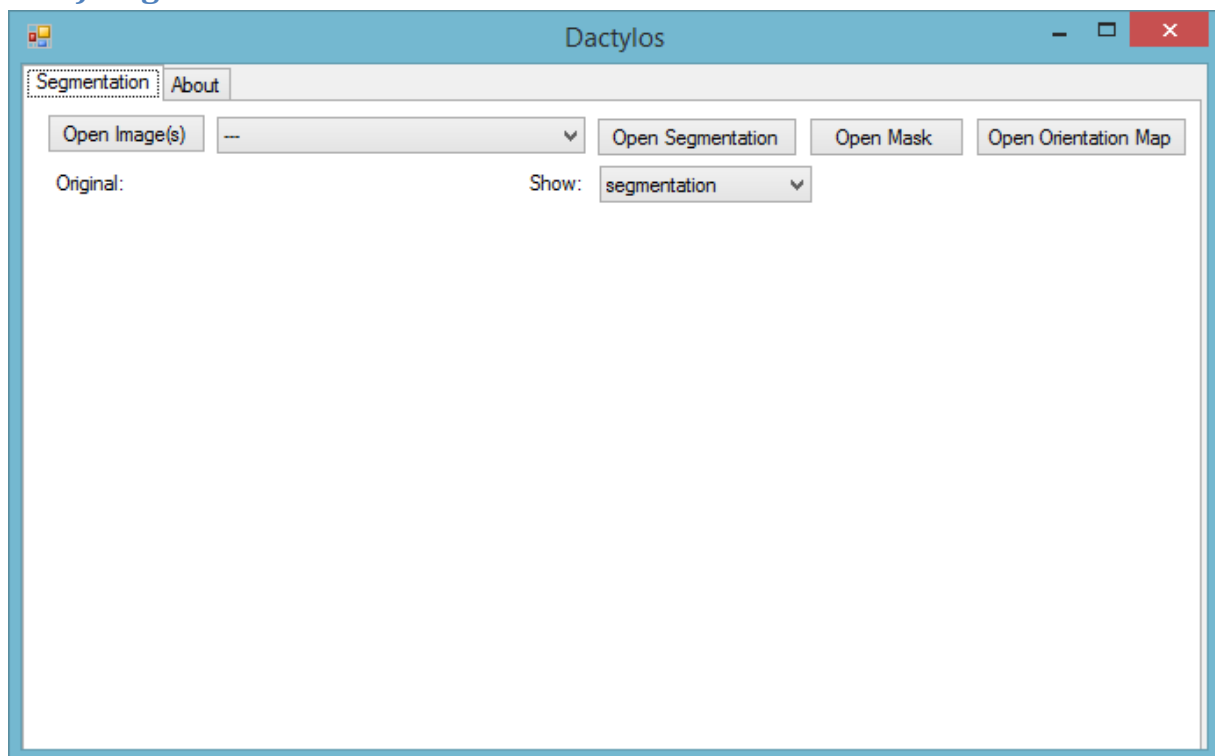 Dactylos
Segmentation About
Open Image(s) --- Open Segmentation Open Mask Open Orientation Map
Original: Show: segmentation